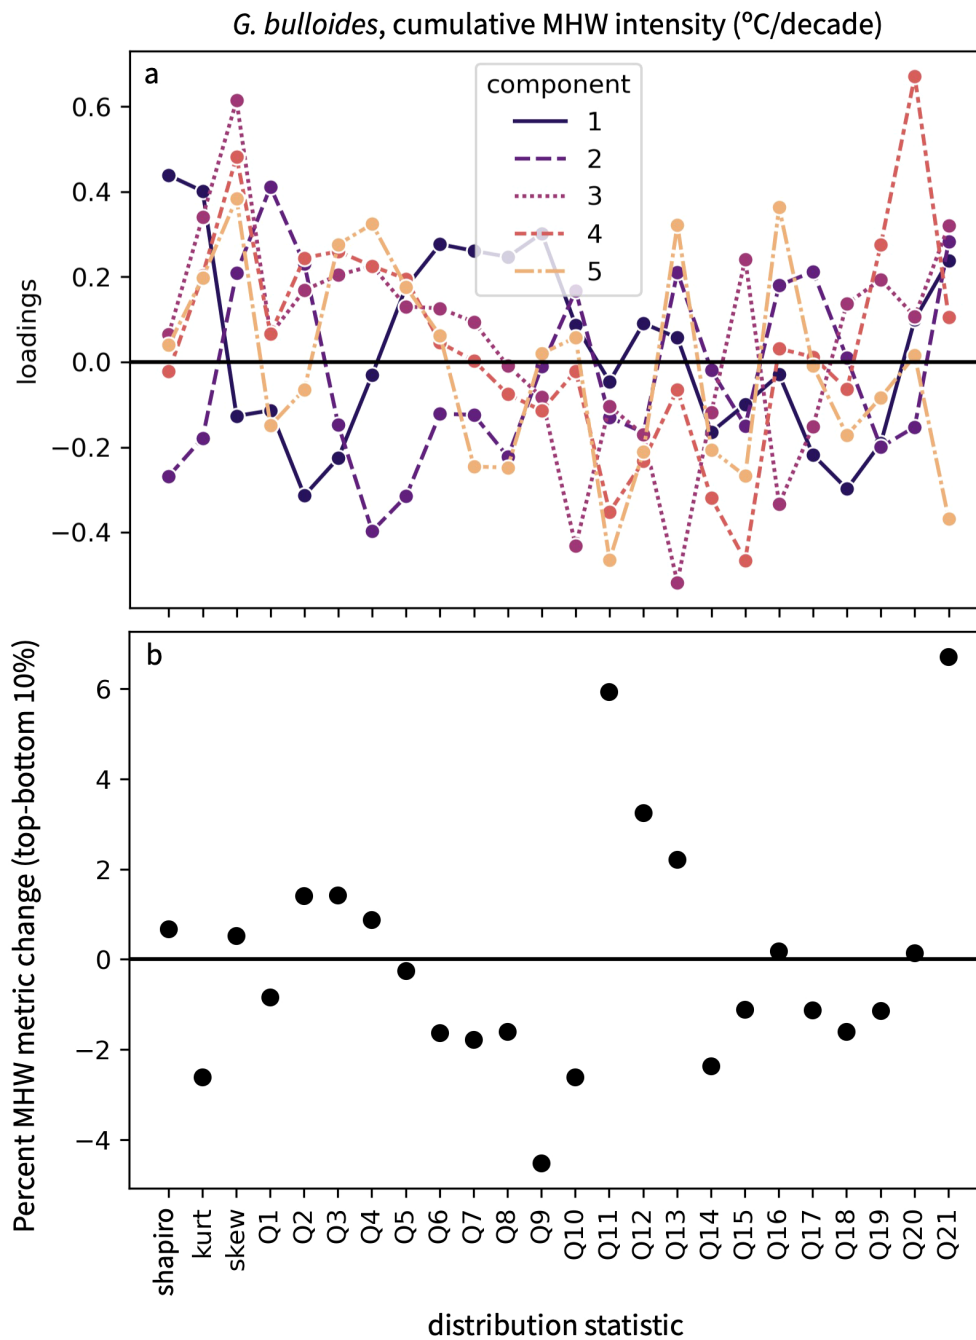 G. bulloides, cumulative MHW intensity (ºC/decade)
a
component
1
2
3
4
5
loadings
0.6
0.4
0.2
0.0
−0.2
−0.4
b
Percent MHW metric change (top-bottom 10%)
6
4
2
0
−2
−4
shapiro
kurt
skew
Q1
Q2
Q3
Q4
Q5
Q6
Q7
Q8
Q9
Q10
Q11
Q12
Q13
Q14
Q15
Q16
Q17
Q18
Q19
Q20
Q21
distribution statistic